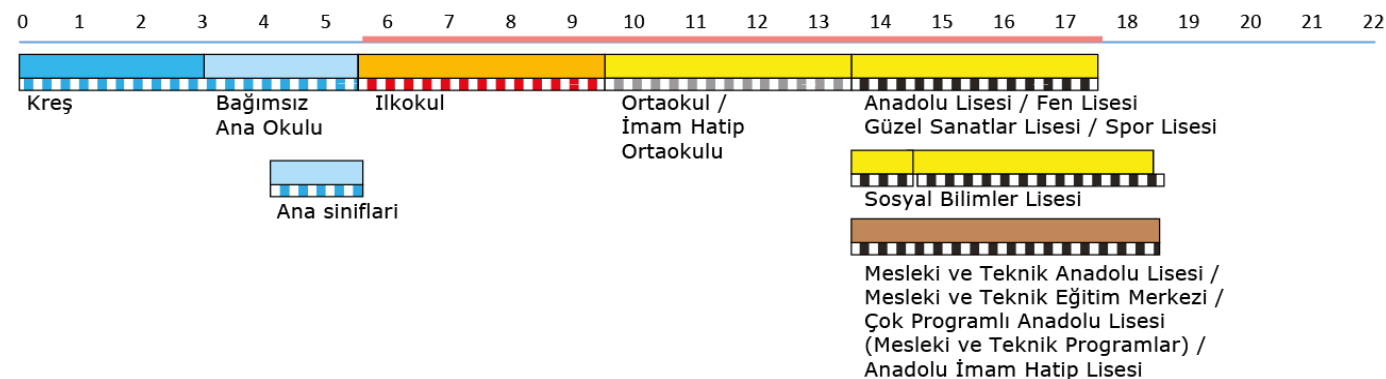 0 1 2 3 4 5 6 7 8 9 10 11 12 13 14 15 16 17 18 19 20 21 22
Kreş
Bağımsız
Ana Okulu
Ilkokul
Ortaokul /
İmam Hatip
Ortaokulu
Anadolu Lisesi / Fen Lisesi
Güzel Sanatlar Lisesi / Spor Lisesi
Ana siniflari
Sosyal Bilimler Lisesi
Mesleki ve Teknik Anadolu Lisesi /
Mesleki ve Teknik Eğitim Merkezi /
Çok Programlı Anadolu Lisesi
(Mesleki ve Teknik Programlar) /
Anadolu İmam Hatip Lisesi